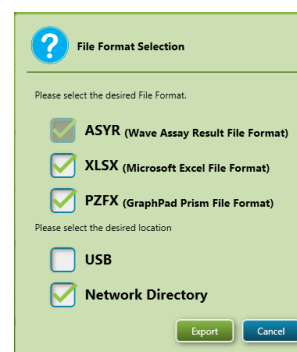 File Format Selection
Please select the desired File Format.
ASYR (Wave Assay Result File Format)
XLSX (Microsoft Excel File Format)
PZFX (GraphPad Prism File Format)
Please select the desired location
USB
Network Directory
Export Cancel